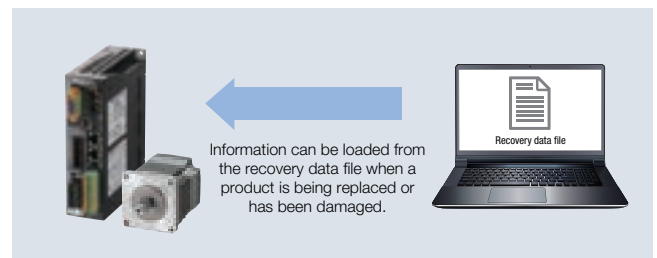 Information can be loaded from
the recovery data file when a
product is being replaced or
has been damaged.
Recovery data file